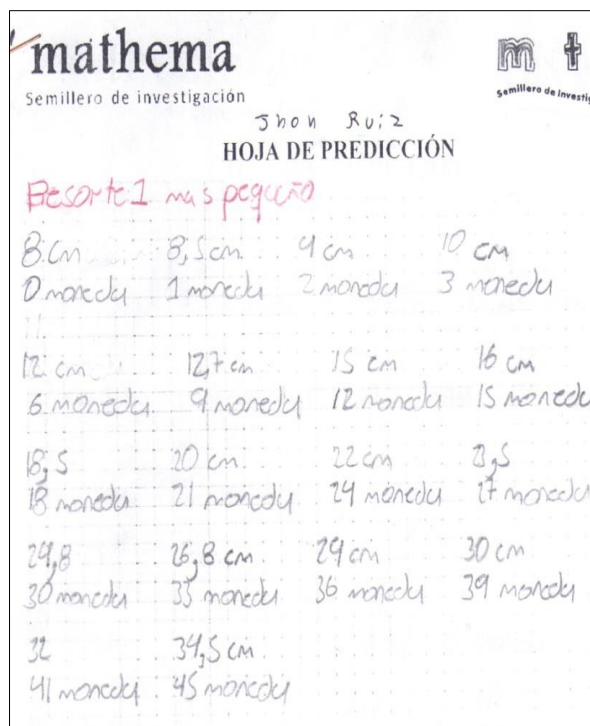 mathema
Semillero de investigación
Semillero de investig
Jhon Ruiz
HOJA DE PREDICCIÓN
Resorte 1 mas pequeño
8 cm 8,5 cm 9 cm 10 cm
0 moneda 1 moneda 2 moneda 3 moneda
12 cm 12,7 cm 15 cm 16 cm
6 moneda 9 moneda 12 moneda 15 moneda
18,5 20 cm 22 cm 23,5
18 moneda 21 moneda 24 moneda 27 moneda
24,8 26,8 cm 29 cm 30 cm
30 moneda 33 moneda 36 moneda 39 moneda
32 34,5 cm
41 moneda 45 moneda